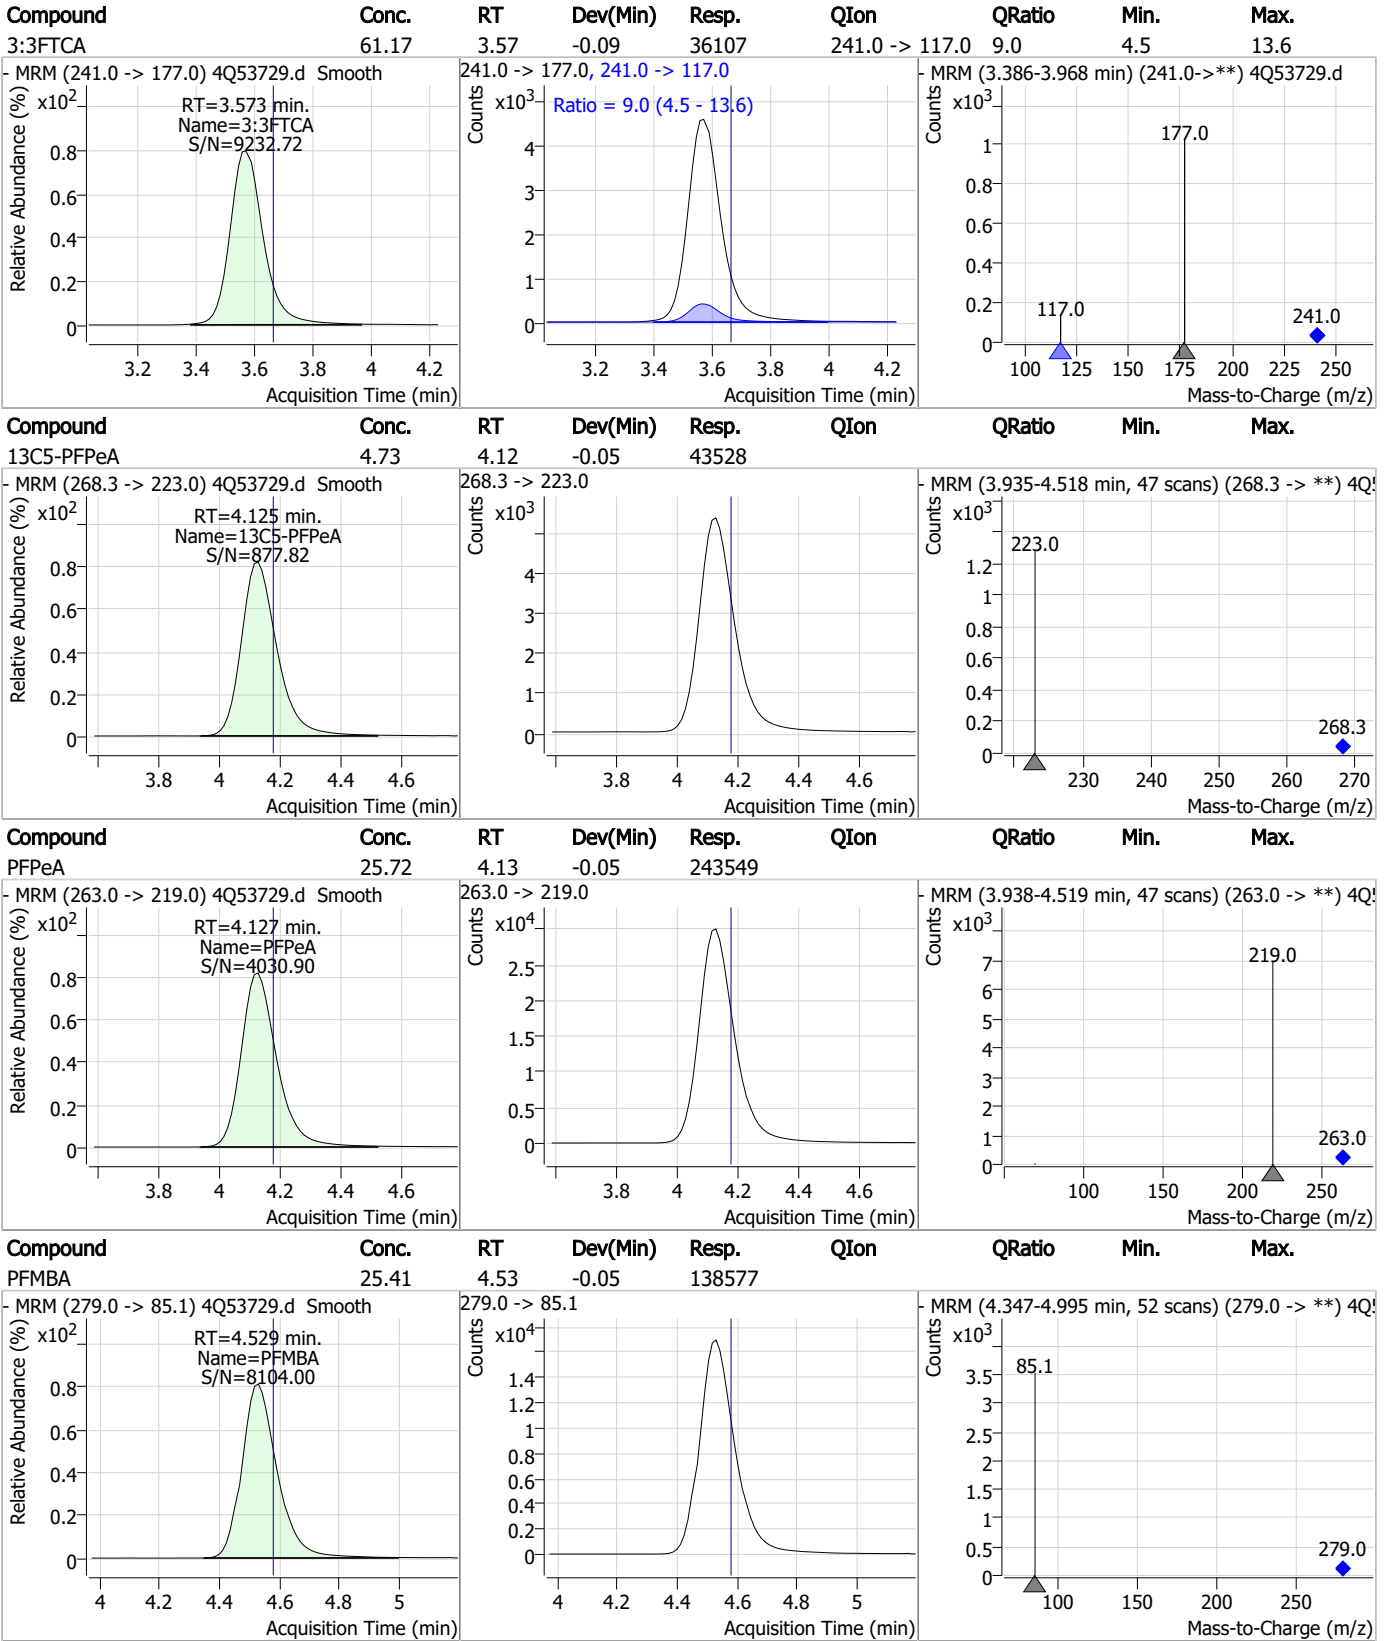 Compound Conc. RT Dev(Min) Resp. QIon QRatio Min. Max.
3:3FTCA 61.17 3.57 -0.09 36107 241.0 -> 117.0 9.0 4.5 13.6
- MRM (241.0 -> 177.0) 4Q53729.d Smooth
Relative Abundance (%)
x10²
RT=3.573 min.
Name=3:3FTCA
S/N=9232.72
0.8
0.6
0.4
0.2
0
3.2 3.4 3.6 3.8 4 4.2
Acquisition Time (min)
241.0 -> 177.0, 241.0 -> 117.0
Counts
x10³
Ratio = 9.0 (4.5 - 13.6)
4
3
2
1
0
3.2 3.4 3.6 3.8 4 4.2
Acquisition Time (min)
- MRM (3.386-3.968 min) (241.0->**) 4Q53729.d
Counts
x10³
177.0
1
0.8
0.6
0.4
0.2
0
117.0
241.0
100 125 150 175 200 225 250
Mass-to-Charge (m/z)
Compound Conc. RT Dev(Min) Resp. QIon QRatio Min. Max.
13C5-PFPeA 4.73 4.12 -0.05 43528
- MRM (268.3 -> 223.0) 4Q53729.d Smooth
Relative Abundance (%)
x10²
RT=4.125 min.
Name=13C5-PFPeA
S/N=877.82
0.8
0.6
0.4
0.2
0
3.8 4 4.2 4.4 4.6
Acquisition Time (min)
268.3 -> 223.0
Counts
x10³
4
3
2
1
0
3.8 4 4.2 4.4 4.6
Acquisition Time (min)
- MRM (3.935-4.518 min, 47 scans) (268.3 -> **) 4Q5
Counts
x10³
223.0
1.2
1
0.8
0.6
0.4
0.2
0
268.3
230 240 250 260 270
Mass-to-Charge (m/z)
Compound Conc. RT Dev(Min) Resp. QIon QRatio Min. Max.
PFPeA 25.72 4.13 -0.05 243549
- MRM (263.0 -> 219.0) 4Q53729.d Smooth
Relative Abundance (%)
x10²
RT=4.127 min.
Name=PFPeA
S/N=4030.90
0.8
0.6
0.4
0.2
0
3.8 4 4.2 4.4 4.6
Acquisition Time (min)
263.0 -> 219.0
Counts
x10⁴
2.5
2
1.5
1
0.5
0
3.8 4 4.2 4.4 4.6
Acquisition Time (min)
- MRM (3.938-4.519 min, 47 scans) (263.0 -> **) 4Q5
Counts
x10³
219.0
7
6
5
4
3
2
1
0
263.0
100 150 200 250
Mass-to-Charge (m/z)
Compound Conc. RT Dev(Min) Resp. QIon QRatio Min. Max.
PFMBA 25.41 4.53 -0.05 138577
- MRM (279.0 -> 85.1) 4Q53729.d Smooth
Relative Abundance (%)
x10²
RT=4.529 min.
Name=PFMBA
S/N=8104.00
0.8
0.6
0.4
0.2
0
4 4.2 4.4 4.6 4.8 5
Acquisition Time (min)
279.0 -> 85.1
Counts
x10⁴
1.4
1.2
1
0.8
0.6
0.4
0.2
0
4 4.2 4.4 4.6 4.8 5
Acquisition Time (min)
- MRM (4.347-4.995 min, 52 scans) (279.0 -> **) 4Q5
Counts
x10³
85.1
3.5
3
2.5
2
1.5
1
0.5
0
279.0
100 150 200 250
Mass-to-Charge (m/z)